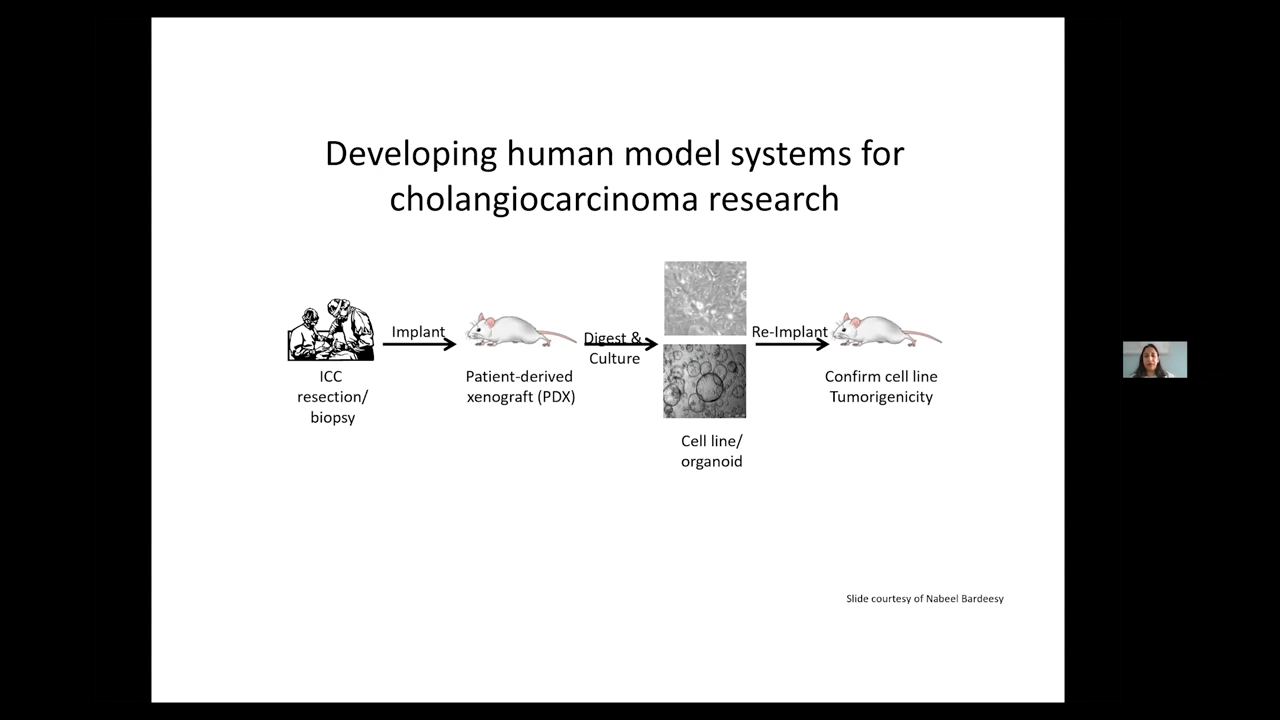 Developing human model systems for
cholangiocarcinoma research
Implant
Digest &
Culture
Re-Implant
ICC
resection/
biopsy
Patient-derived
xenograft (PDX)
Cell line/
organoid
Confirm cell line
Tumorigenicity
Slide courtesy of Nabeel Bardeesy